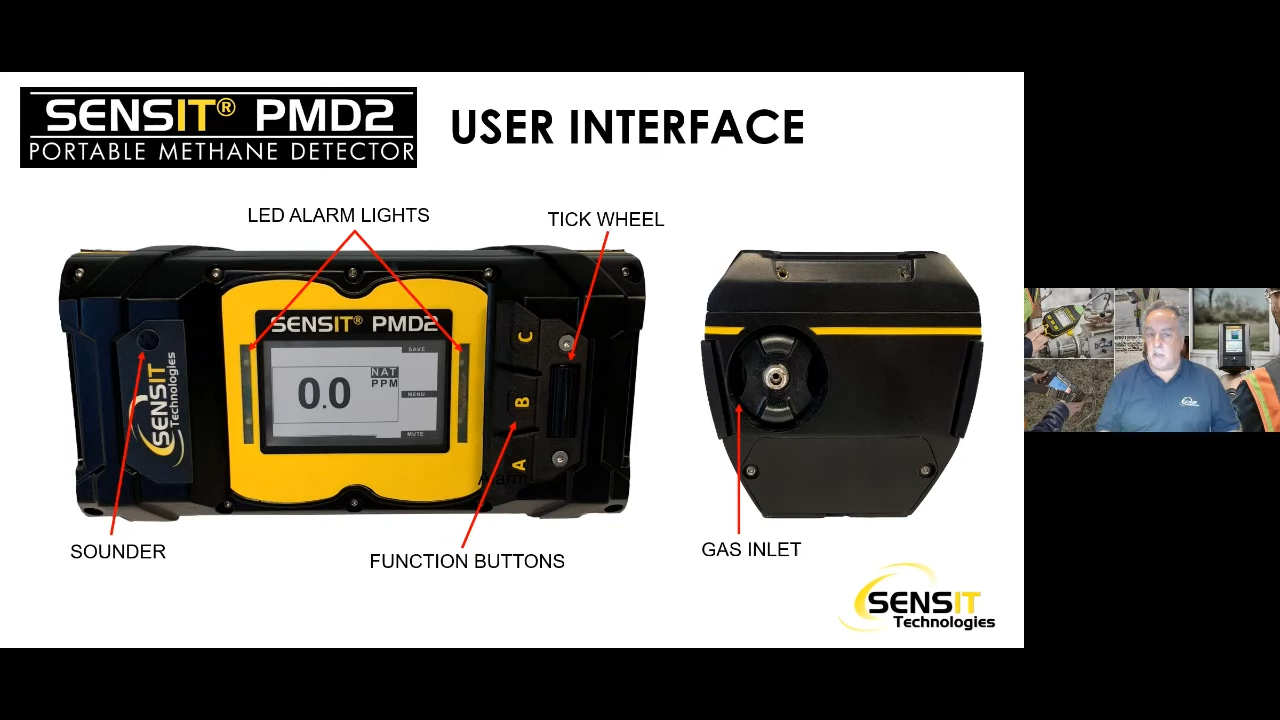 SENSIT® PMD2
PORTABLE METHANE DETECTOR
USER INTERFACE
LED ALARM LIGHTS
TICK WHEEL
SENSIT® PMD2
SAVE
0.0
NAT
PPM
MENU
MUTE
C
B
A
Alarm
SENSIT
Technologies
SOUNDER
FUNCTION BUTTONS
GAS INLET
SENSIT
Technologies